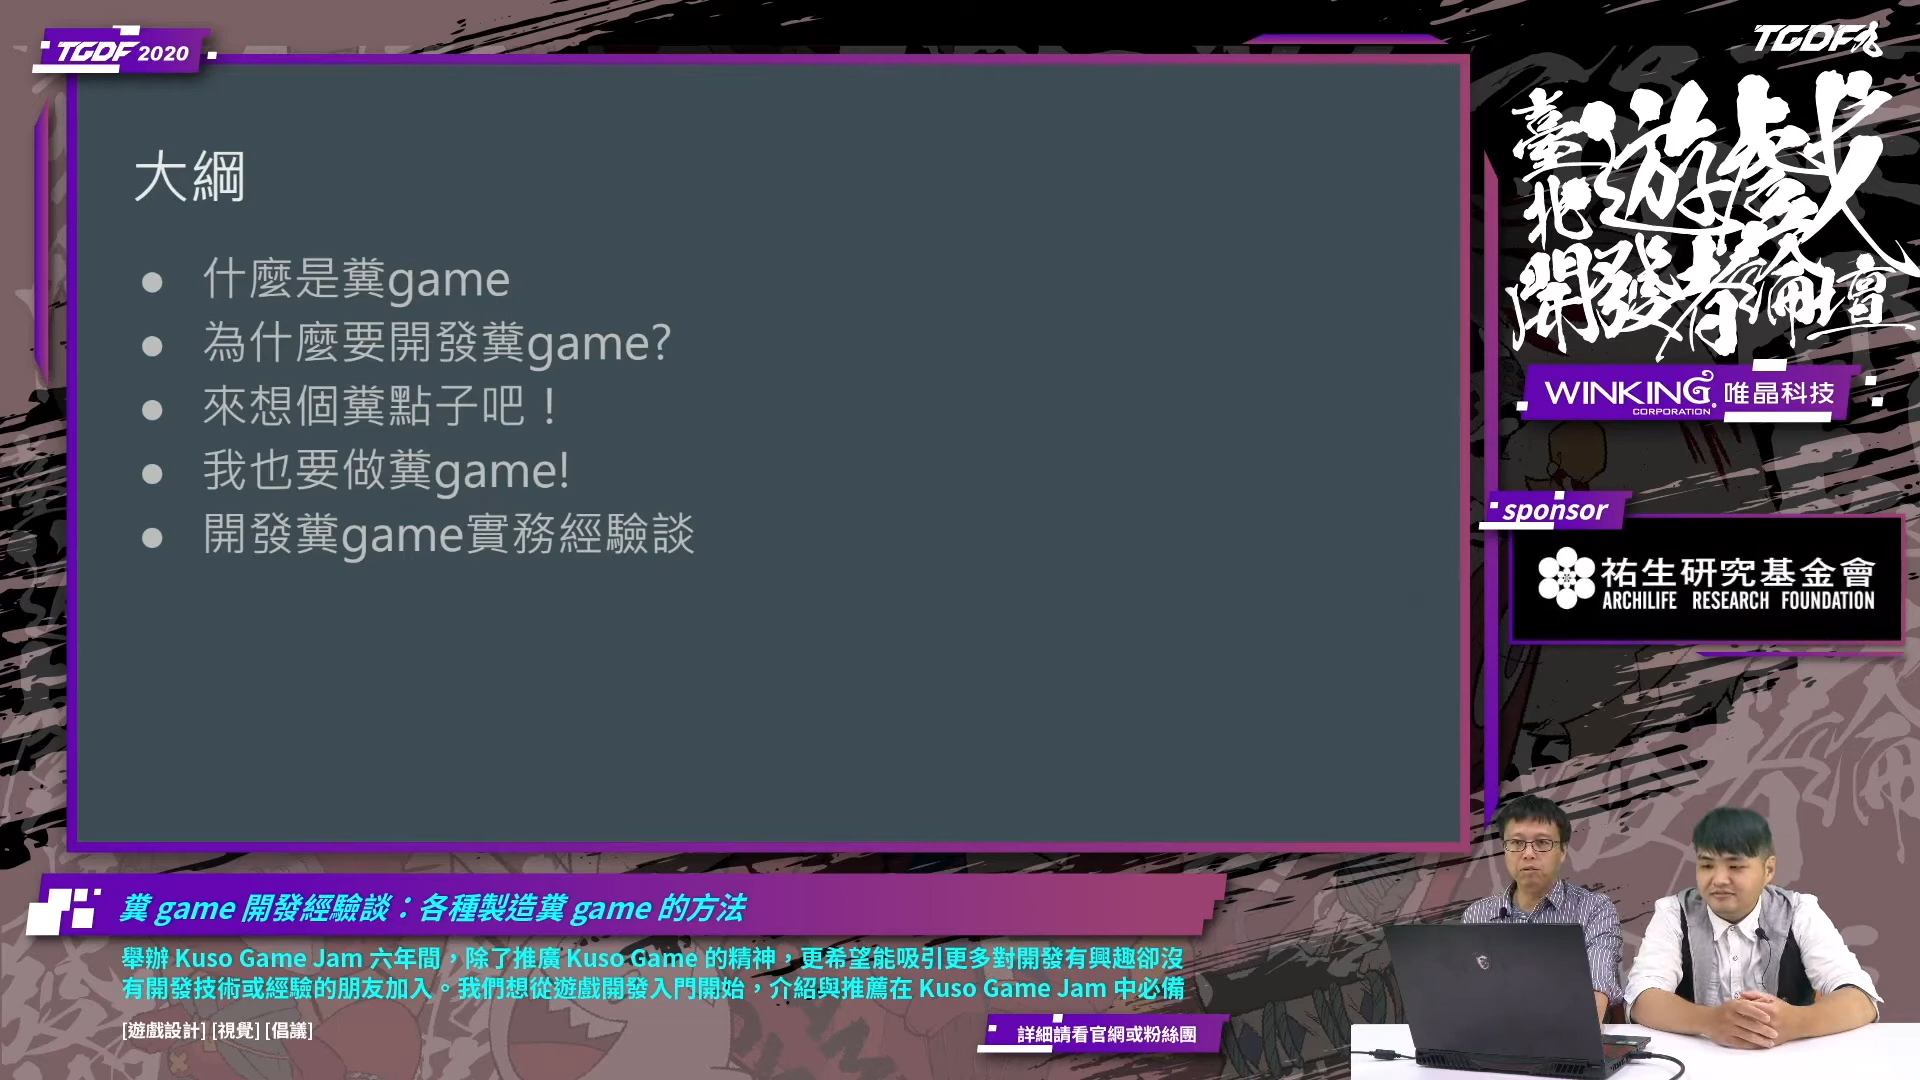 TGDF 2020
大綱
● 什麼是糞game
● 為什麼要開發糞game?
● 來想個糞點子吧！
● 我也要做糞game!
● 開發糞game實務經驗談
TGDF九
臺北遊戲
開發者論壇
WINKING CORPORATION 唯晶科技
sponsor
祐生研究基金會
ARCHILIFE RESEARCH FOUNDATION
糞 game 開發經驗談：各種製造糞 game 的方法
舉辦 Kuso Game Jam 六年間，除了推廣 Kuso Game 的精神，更希望能吸引更多對開發有興趣卻沒
有開發技術或經驗的朋友加入。我們想從遊戲開發入門開始，介紹與推薦在 Kuso Game Jam 中必備
[遊戲設計] [視覺] [倡議]
詳細請看官網或粉絲團